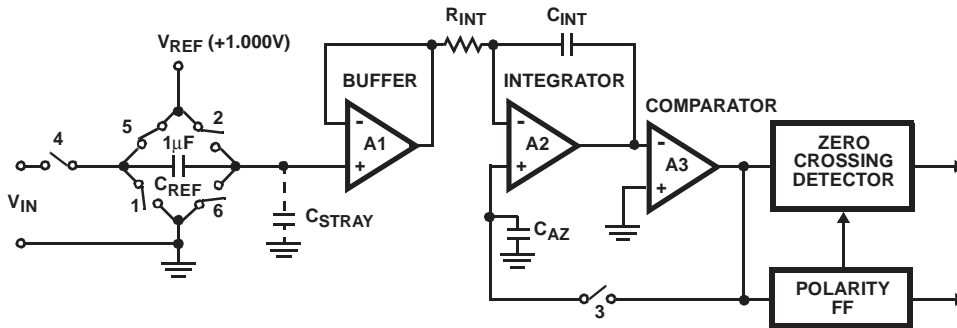 RINT
CINT
VREF (+1.000V)
BUFFER
INTEGRATOR
COMPARATOR
5
2
4
1µF
-
A1
+
-
A2
+
-
A3
+
ZERO
CROSSING
DETECTOR
VIN
CREF
1
6
CSTRAY
CAZ
3
POLARITY
FF